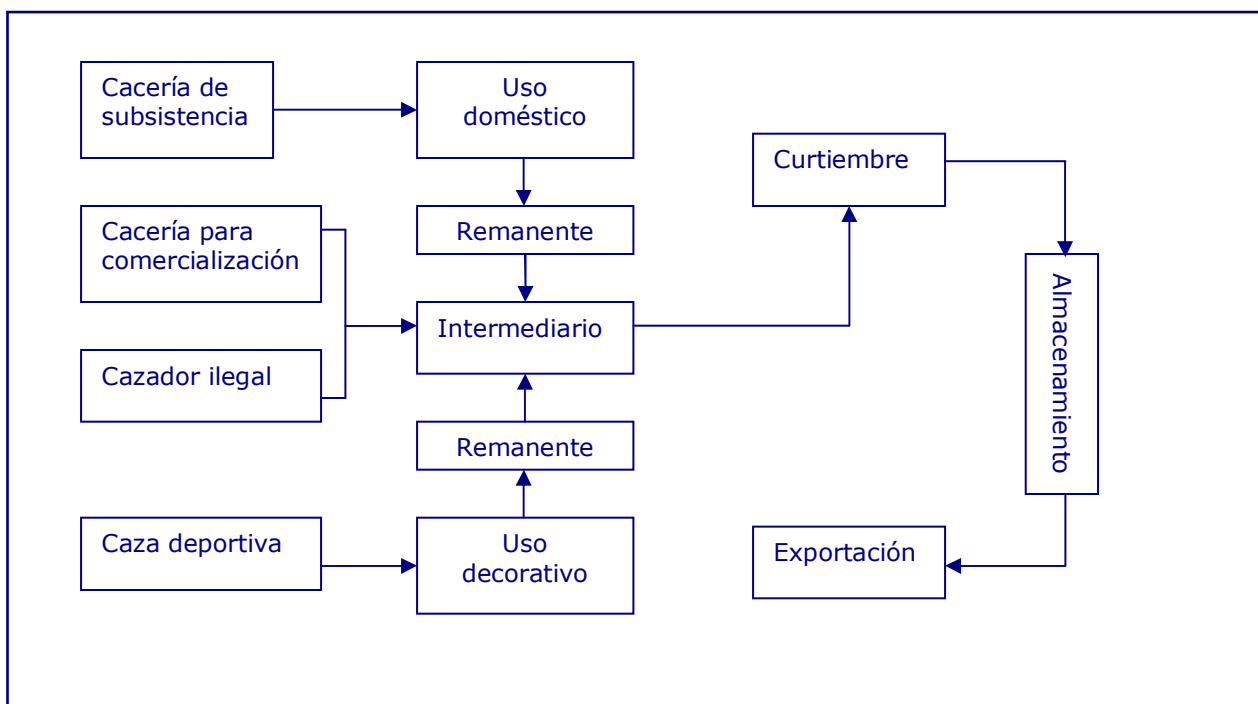 Cacería de
subsistencia
Uso
doméstico
Curtiembre
Cacería para
comercialización
Remanente
Intermediario
Almacenamiento
Cazador ilegal
Remanente
Caza deportiva
Uso
decorativo
Exportación